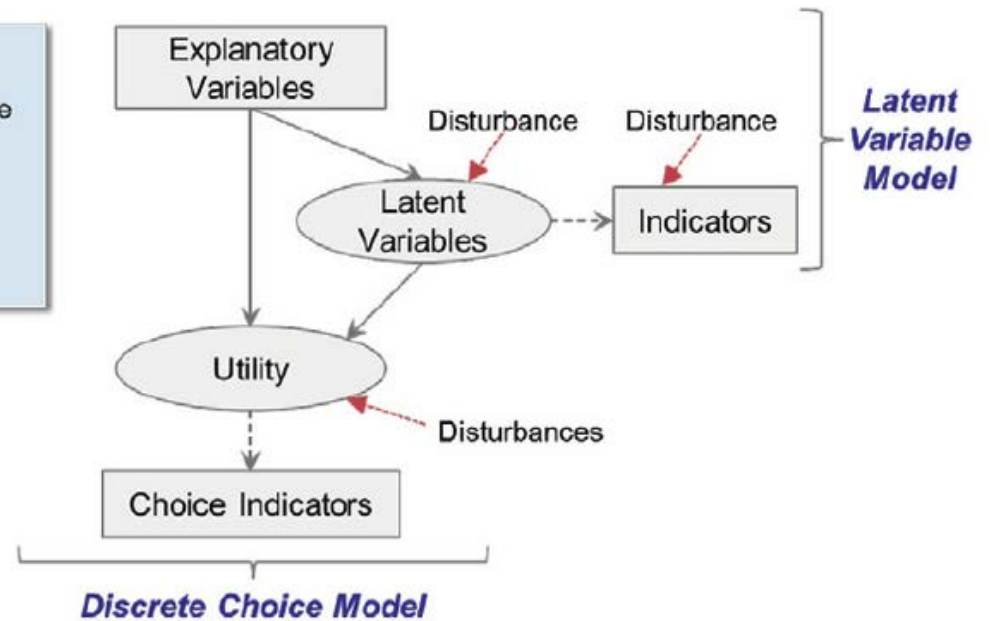 e
Explanatory
Variables
Disturbance
Disturbance
Latent
Variable
Model
Latent
Variables
Indicators
Utility
Disturbances
Choice Indicators
Discrete Choice Model